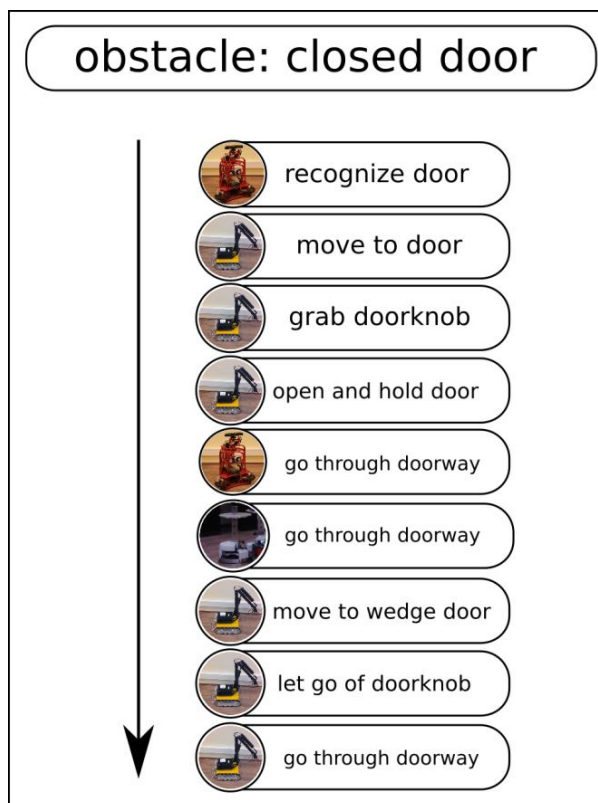 obstacle: closed door
recognize door
move to door
grab doorknob
open and hold door
go through doorway
go through doorway
move to wedge door
let go of doorknob
go through doorway